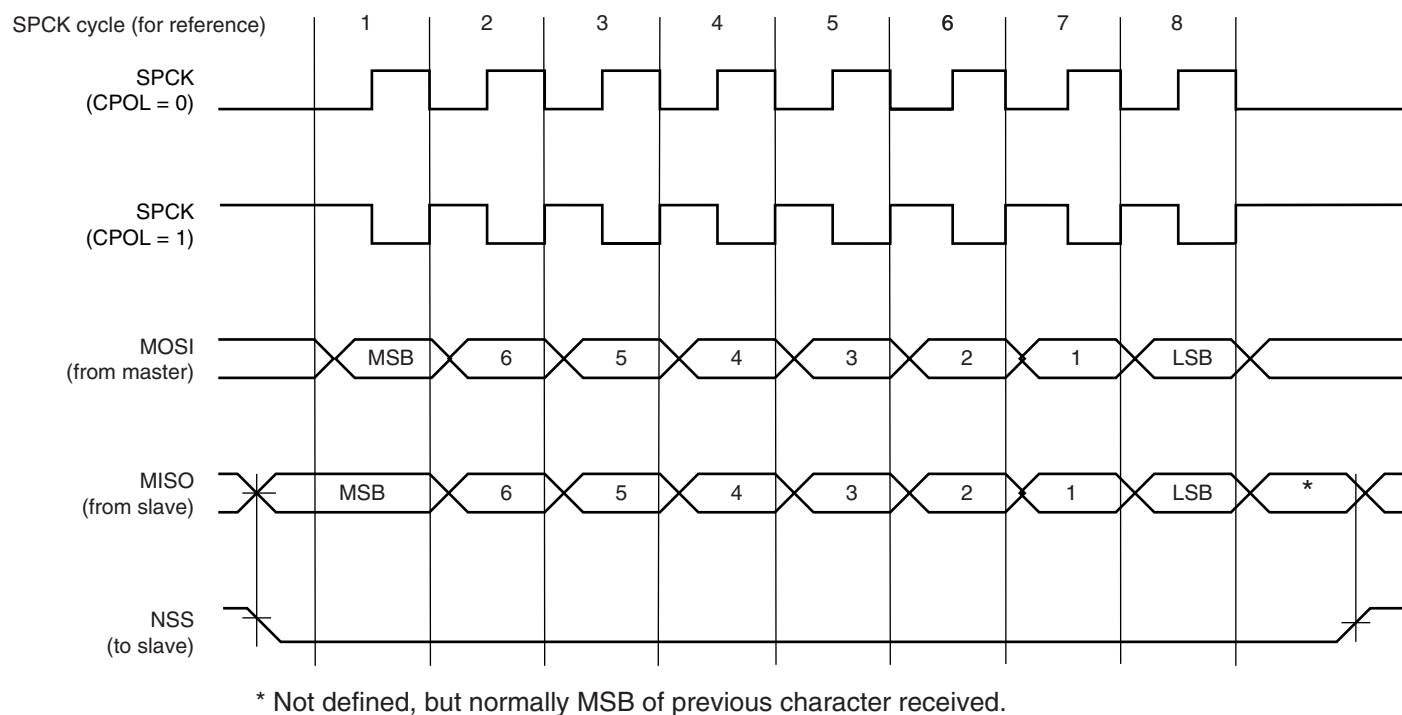 SPCK cycle (for reference) 1 2 3 4 5 6 7 8
SPCK
(CPOL = 0)
SPCK
(CPOL = 1)
MOSI
(from master)
MSB 6 5 4 3 2 1 LSB
MISO
(from slave)
MSB 6 5 4 3 2 1 LSB *
NSS
(to slave)
* Not defined, but normally MSB of previous character received.